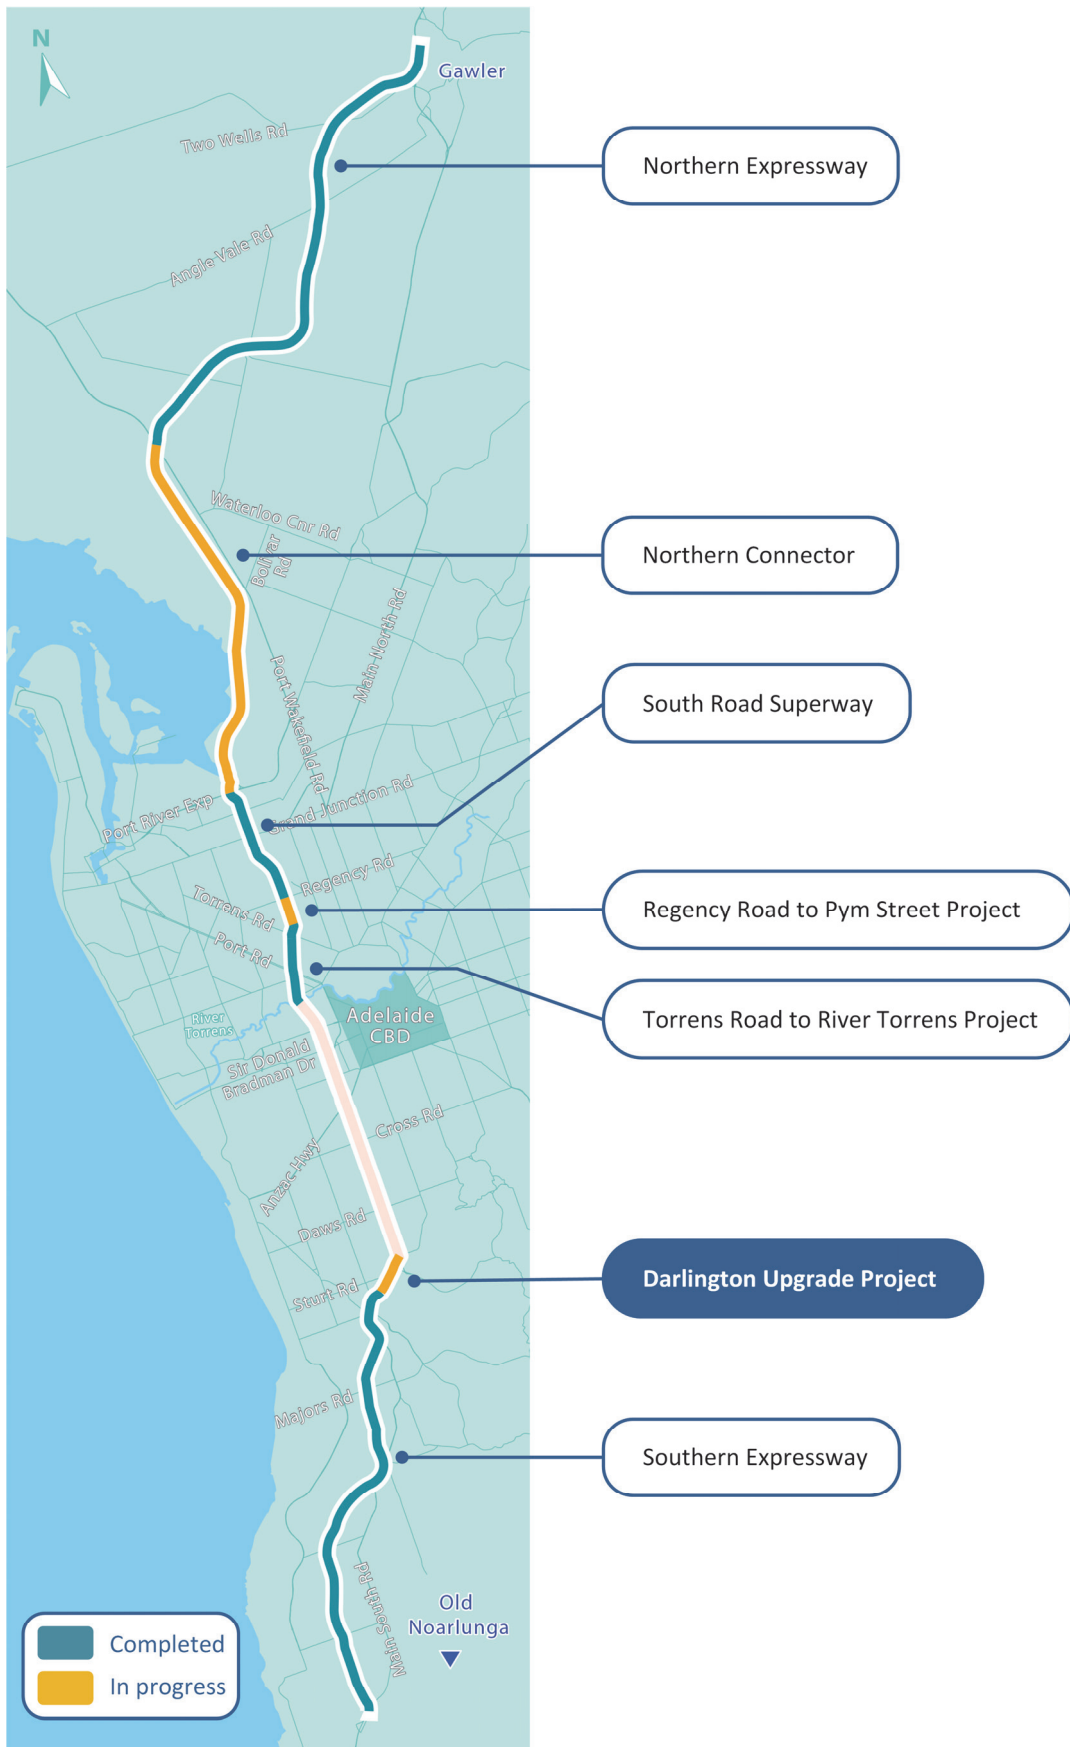 N
Gawler
Two Wells Rd
Northern Expressway
Angle Vale Rd
Waterloo Cnr Rd
Bolivar
Rd
Northern Connector
Main North Rd
Port Wakefield Rd
South Road Superway
Port River Exp
Grand Junction Rd
Regency Rd
Torrens Rd
Regency Road to Pym Street Project
Port Rd
River
Torrens
Adelaide
CBD
Torrens Road to River Torrens Project
Sir Donald
Bradman Dr
Cross Rd
Anzac Hwy
Daws Rd
Sturt Rd
Darlington Upgrade Project
Majors Rd
Southern Expressway
Main South Rd
Old
Noarlunga
Completed
In progress